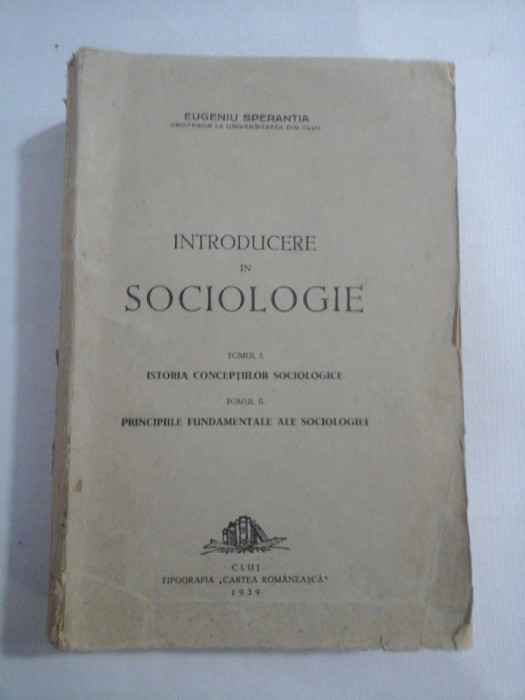 EUGENIU SPERANTIA
PROFESOR LA UNIVERSITATEA DIN CLUJ
INTRODUCERE
IN
SOCIOLOGIE
TOMUL I.
ISTORIA CONCEPȚIILOR SOCIOLOGICE
TOMUL II.
PRINCIPIILE FUNDAMENTALE ALE SOCIOLOGIEI
CLUJ
TIPOGRAFIA „CARTEA ROMÂNEASCĂ"
1939